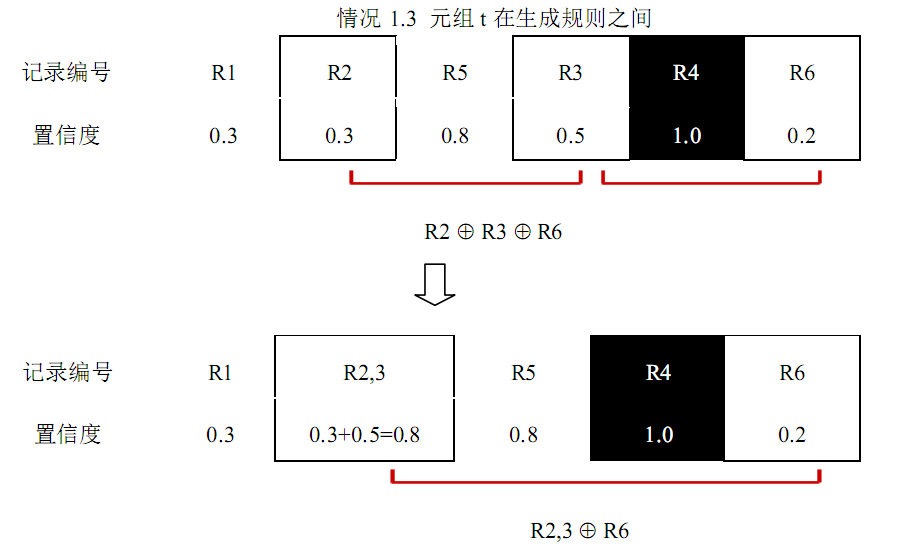 情况 1.3 元组 t 在生成规则之间
记录编号 R1 R2 R5 R3 R4 R6
置信度 0.3 0.3 0.8 0.5 1.0 0.2
R2 ⊕ R3 ⊕ R6
记录编号 R1 R2,3 R5 R4 R6
置信度 0.3 0.3+0.5=0.8 0.8 1.0 0.2
R2,3 ⊕ R6